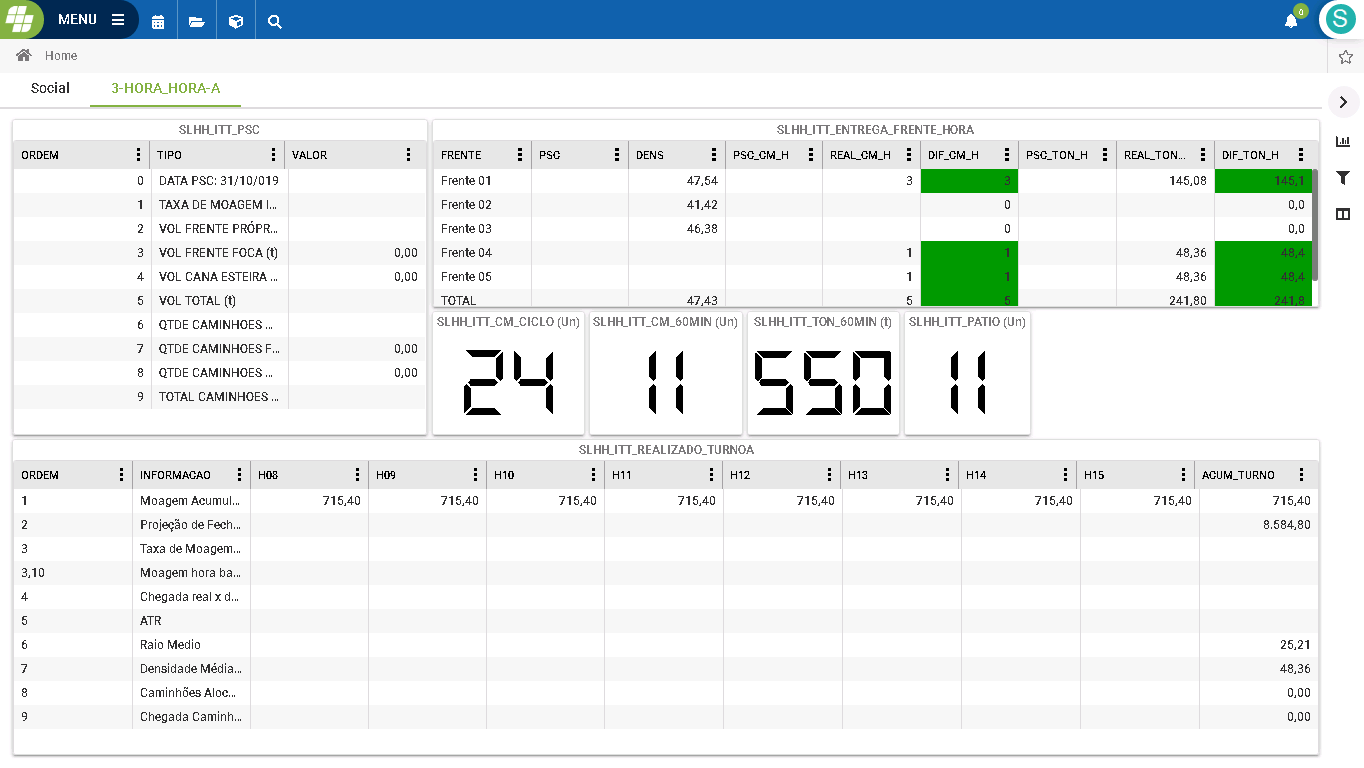 MENU
0
S
Home
Social 3-HORA_HORA-A
SLHH_ITT_PSC
ORDEM TIPO VALOR
0 DATA PSC: 31/10/019
1 TAXA DE MOAGEM I...
2 VOL FRENTE PRÓPR...
3 VOL FRENTE FOCA (t) 0,00
4 VOL CANA ESTEIRA ... 0,00
5 VOL TOTAL (t)
6 QTDE CAMINHOES ...
7 QTDE CAMINHOES F... 0,00
8 QTDE CAMINHOES ... 0,00
9 TOTAL CAMINHOES ...
SLHH_ITT_ENTREGA_FRENTE_HORA
FRENTE PSC DENS PSC_CM_H REAL_CM_H DIF_CM_H PSC_TON_H REAL_TON... DIF_TON_H
Frente 01 47,54 3 3 145,08 145,1
Frente 02 41,42 0 0,0
Frente 03 46,38 0 0,0
Frente 04 1 1 48,36 48,4
Frente 05 1 1 48,36 48,4
TOTAL 47,43 5 5 241,80 241,8
SLHH_ITT_CM_CICLO (Un) SLHH_ITT_CM_60MIN (Un) SLHH_ITT_TON_60MIN (t) SLHH_ITT_PATIO (Un)
24 11 550 11
SLHH_ITT_REALIZADO_TURNOA
ORDEM INFORMACAO H08 H09 H10 H11 H12 H13 H14 H15 ACUM_TURNO
1 Moagem Acumul... 715,40 715,40 715,40 715,40 715,40 715,40 715,40 715,40 715,40
2 Projeção de Fech... 8.584,80
3 Taxa de Moagem...
3,10 Moagem hora ba...
4 Chegada real x d...
5 ATR
6 Raio Medio 25,21
7 Densidade Média... 48,36
8 Caminhões Aloc... 0,00
9 Chegada Caminh... 0,00